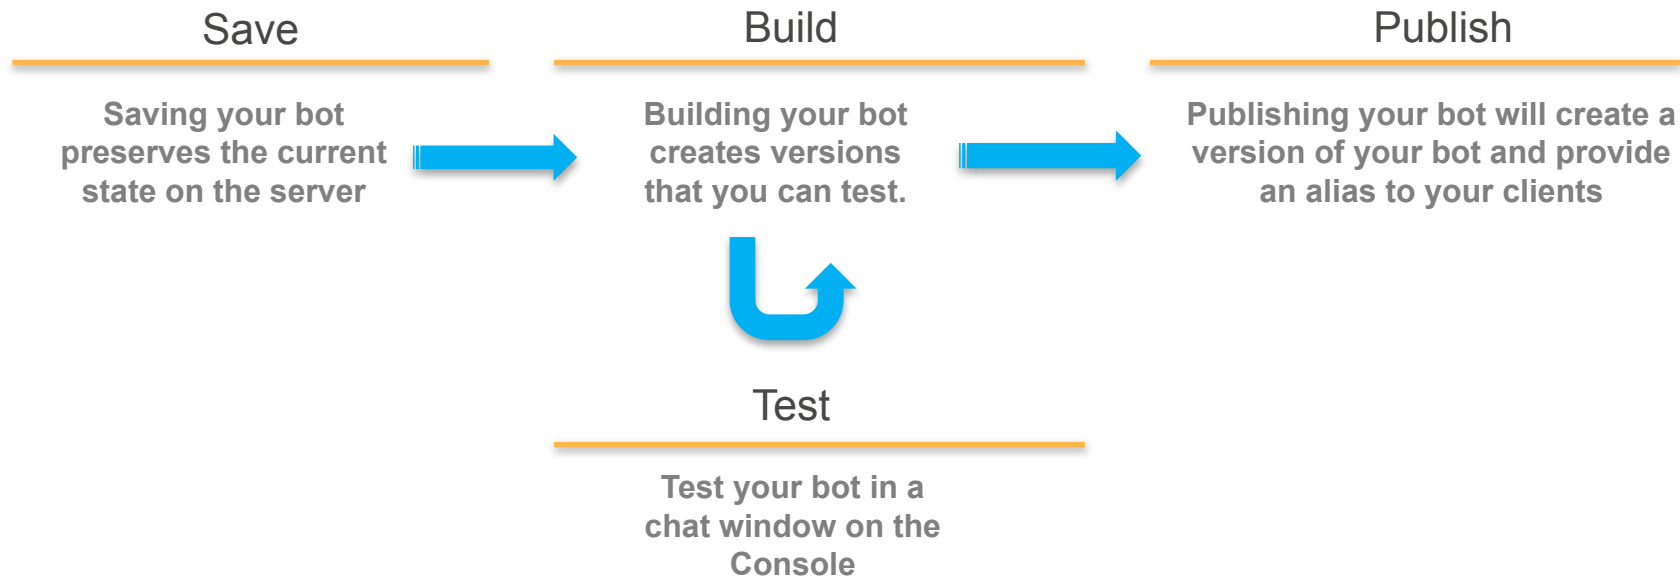 Save
Saving your bot
preserves the current
state on the server
Build
Building your bot
creates versions
that you can test.
Publish
Publishing your bot will create a
version of your bot and provide
an alias to your clients
Test
Test your bot in a
chat window on the
Console